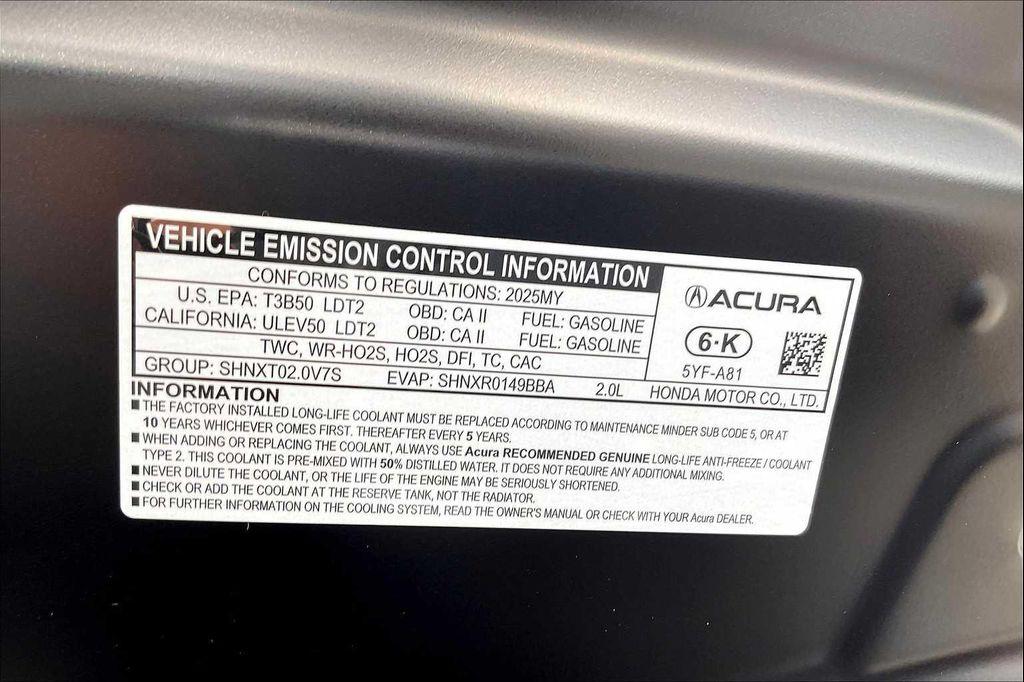 VEHICLE EMISSION CONTROL INFORMATION
CONFORMS TO REGULATIONS: 2025MY
U.S. EPA: T3B50 LDT2 OBD: CA II FUEL: GASOLINE
CALIFORNIA: ULEV50 LDT2 OBD: CA II FUEL: GASOLINE
TWC, WR-HO2S, HO2S, DFI, TC, CAC
GROUP: SHNXT02.0V7S EVAP: SHNXR0149BBA 2.0L HONDA MOTOR CO., LTD.
ACURA
6·K
5YF-A81
INFORMATION
■ THE FACTORY INSTALLED LONG-LIFE COOLANT MUST BE REPLACED ACCORDING TO MAINTENANCE MINDER SUB CODE 5, OR AT
10 YEARS WHICHEVER COMES FIRST. THEREAFTER EVERY 5 YEARS.
■ WHEN ADDING OR REPLACING THE COOLANT, ALWAYS USE Acura RECOMMENDED GENUINE LONG-LIFE ANTI-FREEZE / COOLANT
TYPE 2. THIS COOLANT IS PRE-MIXED WITH 50% DISTILLED WATER. IT DOES NOT REQUIRE ANY ADDITIONAL MIXING.
■ NEVER DILUTE THE COOLANT, OR THE LIFE OF THE ENGINE MAY BE SERIOUSLY SHORTENED.
■ CHECK OR ADD THE COOLANT AT THE RESERVE TANK, NOT THE RADIATOR.
■ FOR FURTHER INFORMATION ON THE COOLING SYSTEM, READ THE OWNER'S MANUAL OR CHECK WITH YOUR Acura DEALER.